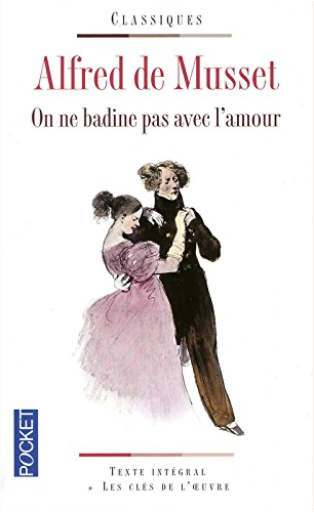 CLASSIQUES
Alfred de Musset
On ne badine pas avec l'amour
POCKET
TEXTE INTÉGRAL
+ LES CLÉS DE L'ŒUVRE